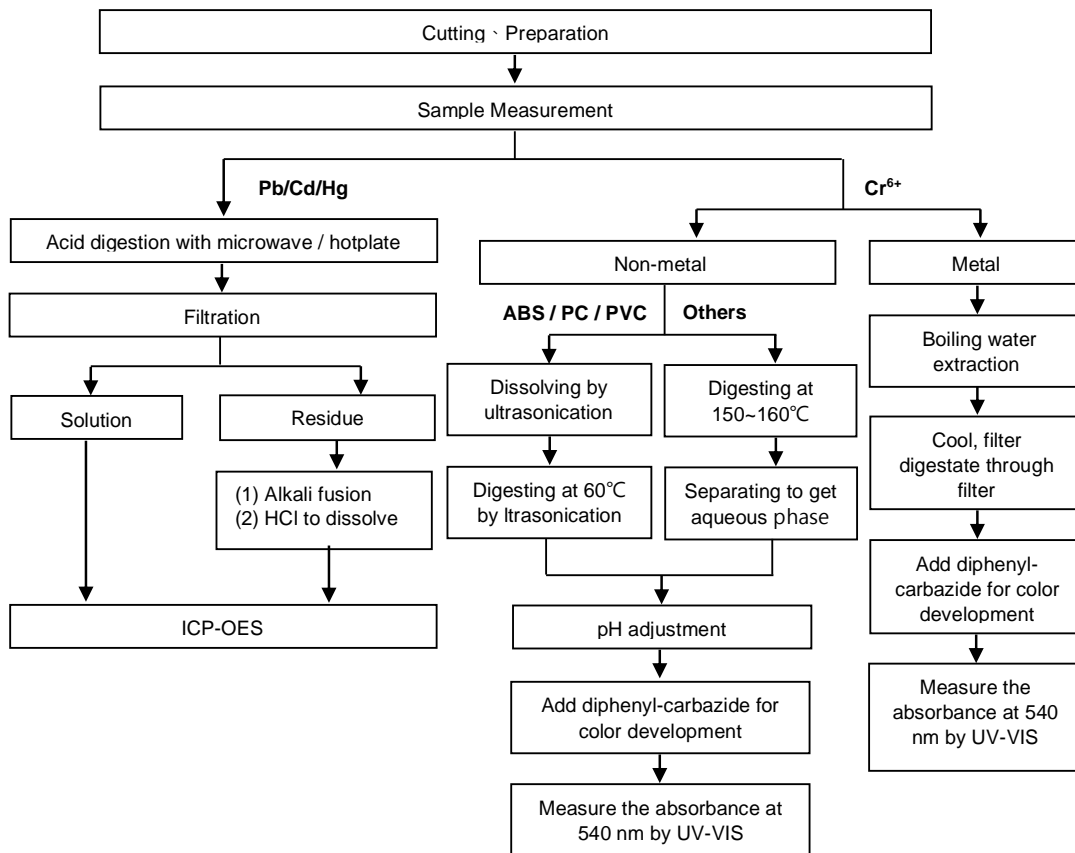 Cutting、Preparation
Sample Measurement
Pb/Cd/Hg
Cr6+
Acid digestion with microwave / hotplate
Filtration
Solution
Residue
(1) Alkali fusion
(2) HCl to dissolve
ICP-OES
Non-metal
ABS / PC / PVC
Others
Dissolving by
ultrasonication
Digesting at 60℃
by ltrasonication
Digesting at
150~160℃
Separating to get
aqueous phase
pH adjustment
Add diphenyl-carbazide for
color development
Measure the absorbance at
540 nm by UV-VIS
Metal
Boiling water
extraction
Cool, filter
digestate through
filter
Add diphenyl-
carbazide for color
development
Measure the
absorbance at 540
nm by UV-VIS